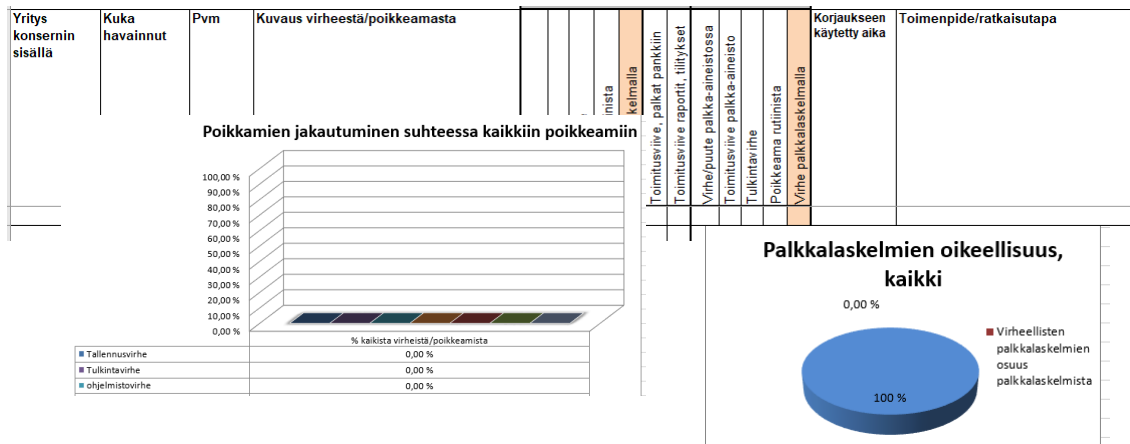 Yritys
konsernin
sisällä
Kuka
havainnut
Pvm
Kuvaus virheestä/poikkeamasta
Toimitusviive, palkat pankkiin
Toimitusviive raportit, tilitykset
Virhe/puute palkka-aineistossa
Toimitusviive palkka-aineisto
Tulkintavirhe
Poikkeama rutiinista
Virhe palkkalaskelmalla
Korjaukseen
käytetty aika
Toimenpide/ratkaisutapa
Poikkamien jakautuminen suhteessa kaikkiin poikkeamiin
100,00 %
90,00 %
80,00 %
70,00 %
60,00 %
50,00 %
40,00 %
30,00 %
20,00 %
10,00 %
0,00 %
% kaikista virheistä/poikkeamista
Tallennusvirhe 0,00 %
Tulkintavirhe 0,00 %
ohjelmistovirhe 0,00 %
Palkkalaskelmien oikeellisuus,
kaikki
0,00 %
100 %
Virheellisten
palkkalaskelmien
osuus
palkkalaskelmista